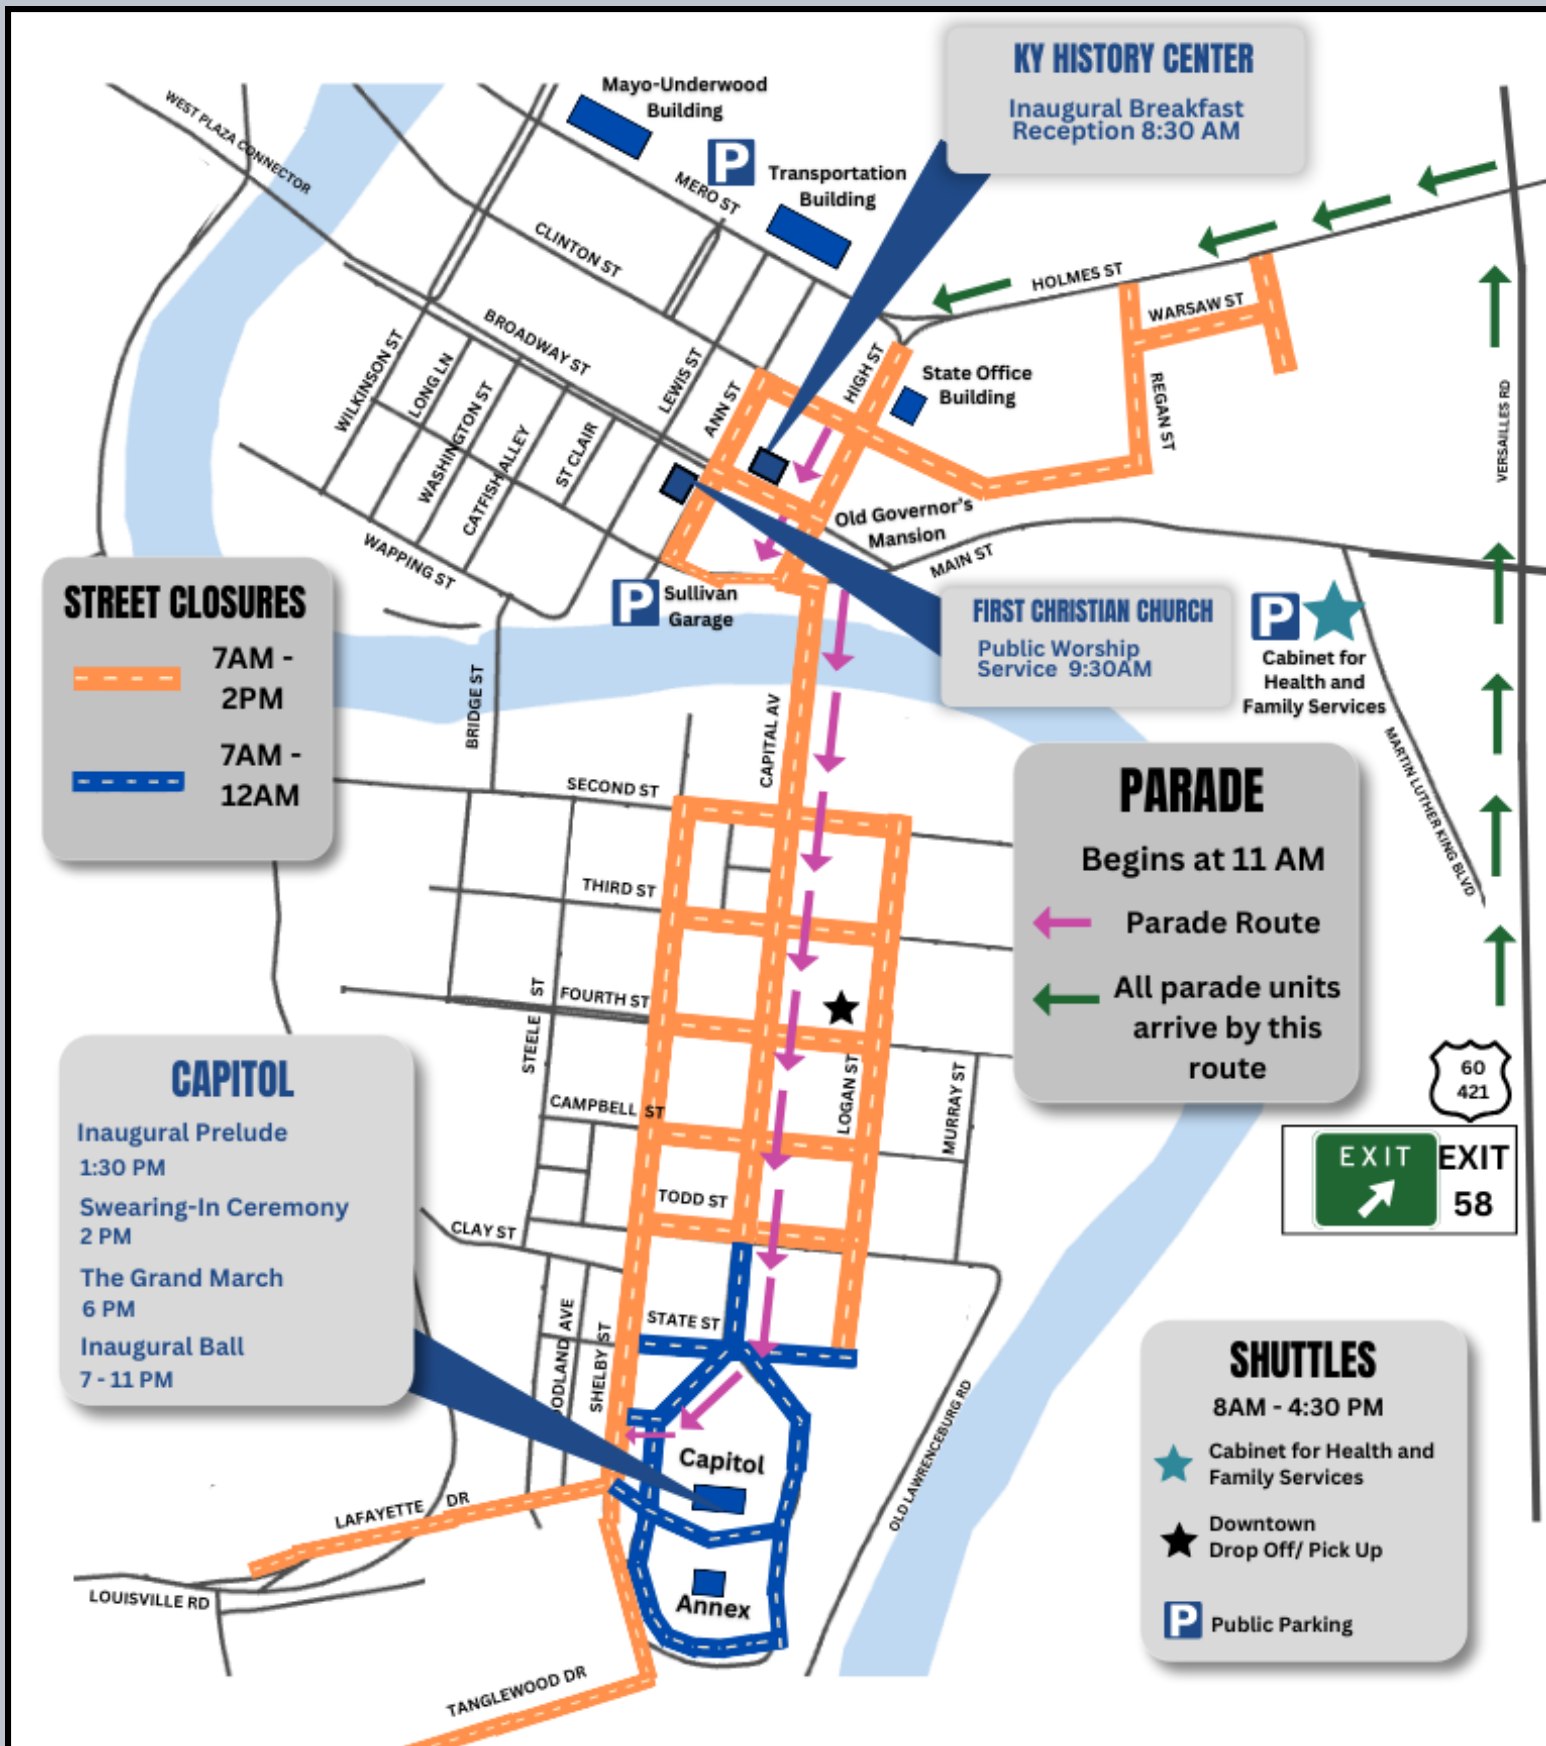 KY HISTORY CENTER
Inaugural Breakfast
Reception 8:30 AM
Mayo-Underwood
Building
P
Transportation
Building
WEST PLAZA CONNECTOR
MERO ST
CLINTON ST
BROADWAY ST
HOLMES ST
WARSAW ST
REGAN ST
VERSAILLES RD
State Office
Building
HIGH ST
ANN ST
LEWIS ST
WILKINSON ST
LONG LN
WASHINGTON ST
CATFISH ALLEY
ST CLAIR
WAPPING ST
Old Governor's
Mansion
MAIN ST
P
Sullivan
Garage
FIRST CHRISTIAN CHURCH
Public Worship
Service 9:30AM
P
Cabinet for
Health and
Family Services
MARTIN LUTHER KING BLVD
STREET CLOSURES
7AM -
2PM
7AM -
12AM
BRIDGE ST
CAPITAL AV
SECOND ST
THIRD ST
FOURTH ST
STEELE ST
CAMPBELL ST
LOGAN ST
MURRAY ST
TODD ST
CLAY ST
STATE ST
SHELBY ST
OODLAND AVE
OLD LAWRENCEBURG RD
PARADE
Begins at 11 AM
Parade Route
All parade units
arrive by this
route
60
421
EXIT
EXIT
58
CAPITOL
Inaugural Prelude
1:30 PM
Swearing-In Ceremony
2 PM
The Grand March
6 PM
Inaugural Ball
7 - 11 PM
Capitol
Annex
LAFAYETTE DR
LOUISVILLE RD
TANGLEWOOD DR
SHUTTLES
8AM - 4:30 PM
Cabinet for Health and
Family Services
Downtown
Drop Off/ Pick Up
P
Public Parking